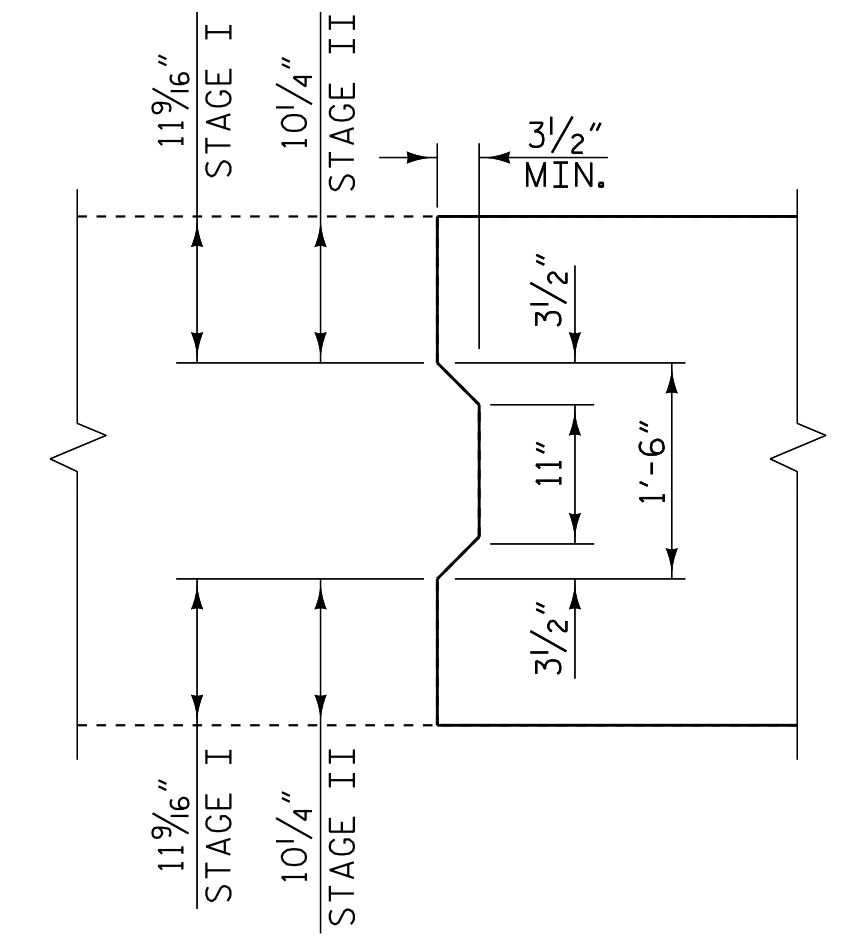 11 9/16"
STAGE I
10 1/4"
STAGE II
3 1/2"
MIN.
3 1/2"
11"
1'-6"
3 1/2"
11 9/16"
STAGE I
10 1/4"
STAGE II